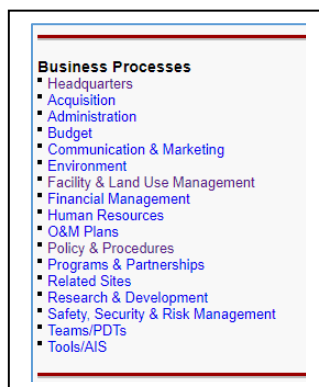 Business Processes
Headquarters
Acquisition
Administration
Budget
Communication & Marketing
Environment
Facility & Land Use Management
Financial Management
Human Resources
O&M Plans
Policy & Procedures
Programs & Partnerships
Related Sites
Research & Development
Safety, Security & Risk Management
Teams/PDTs
Tools/AIS